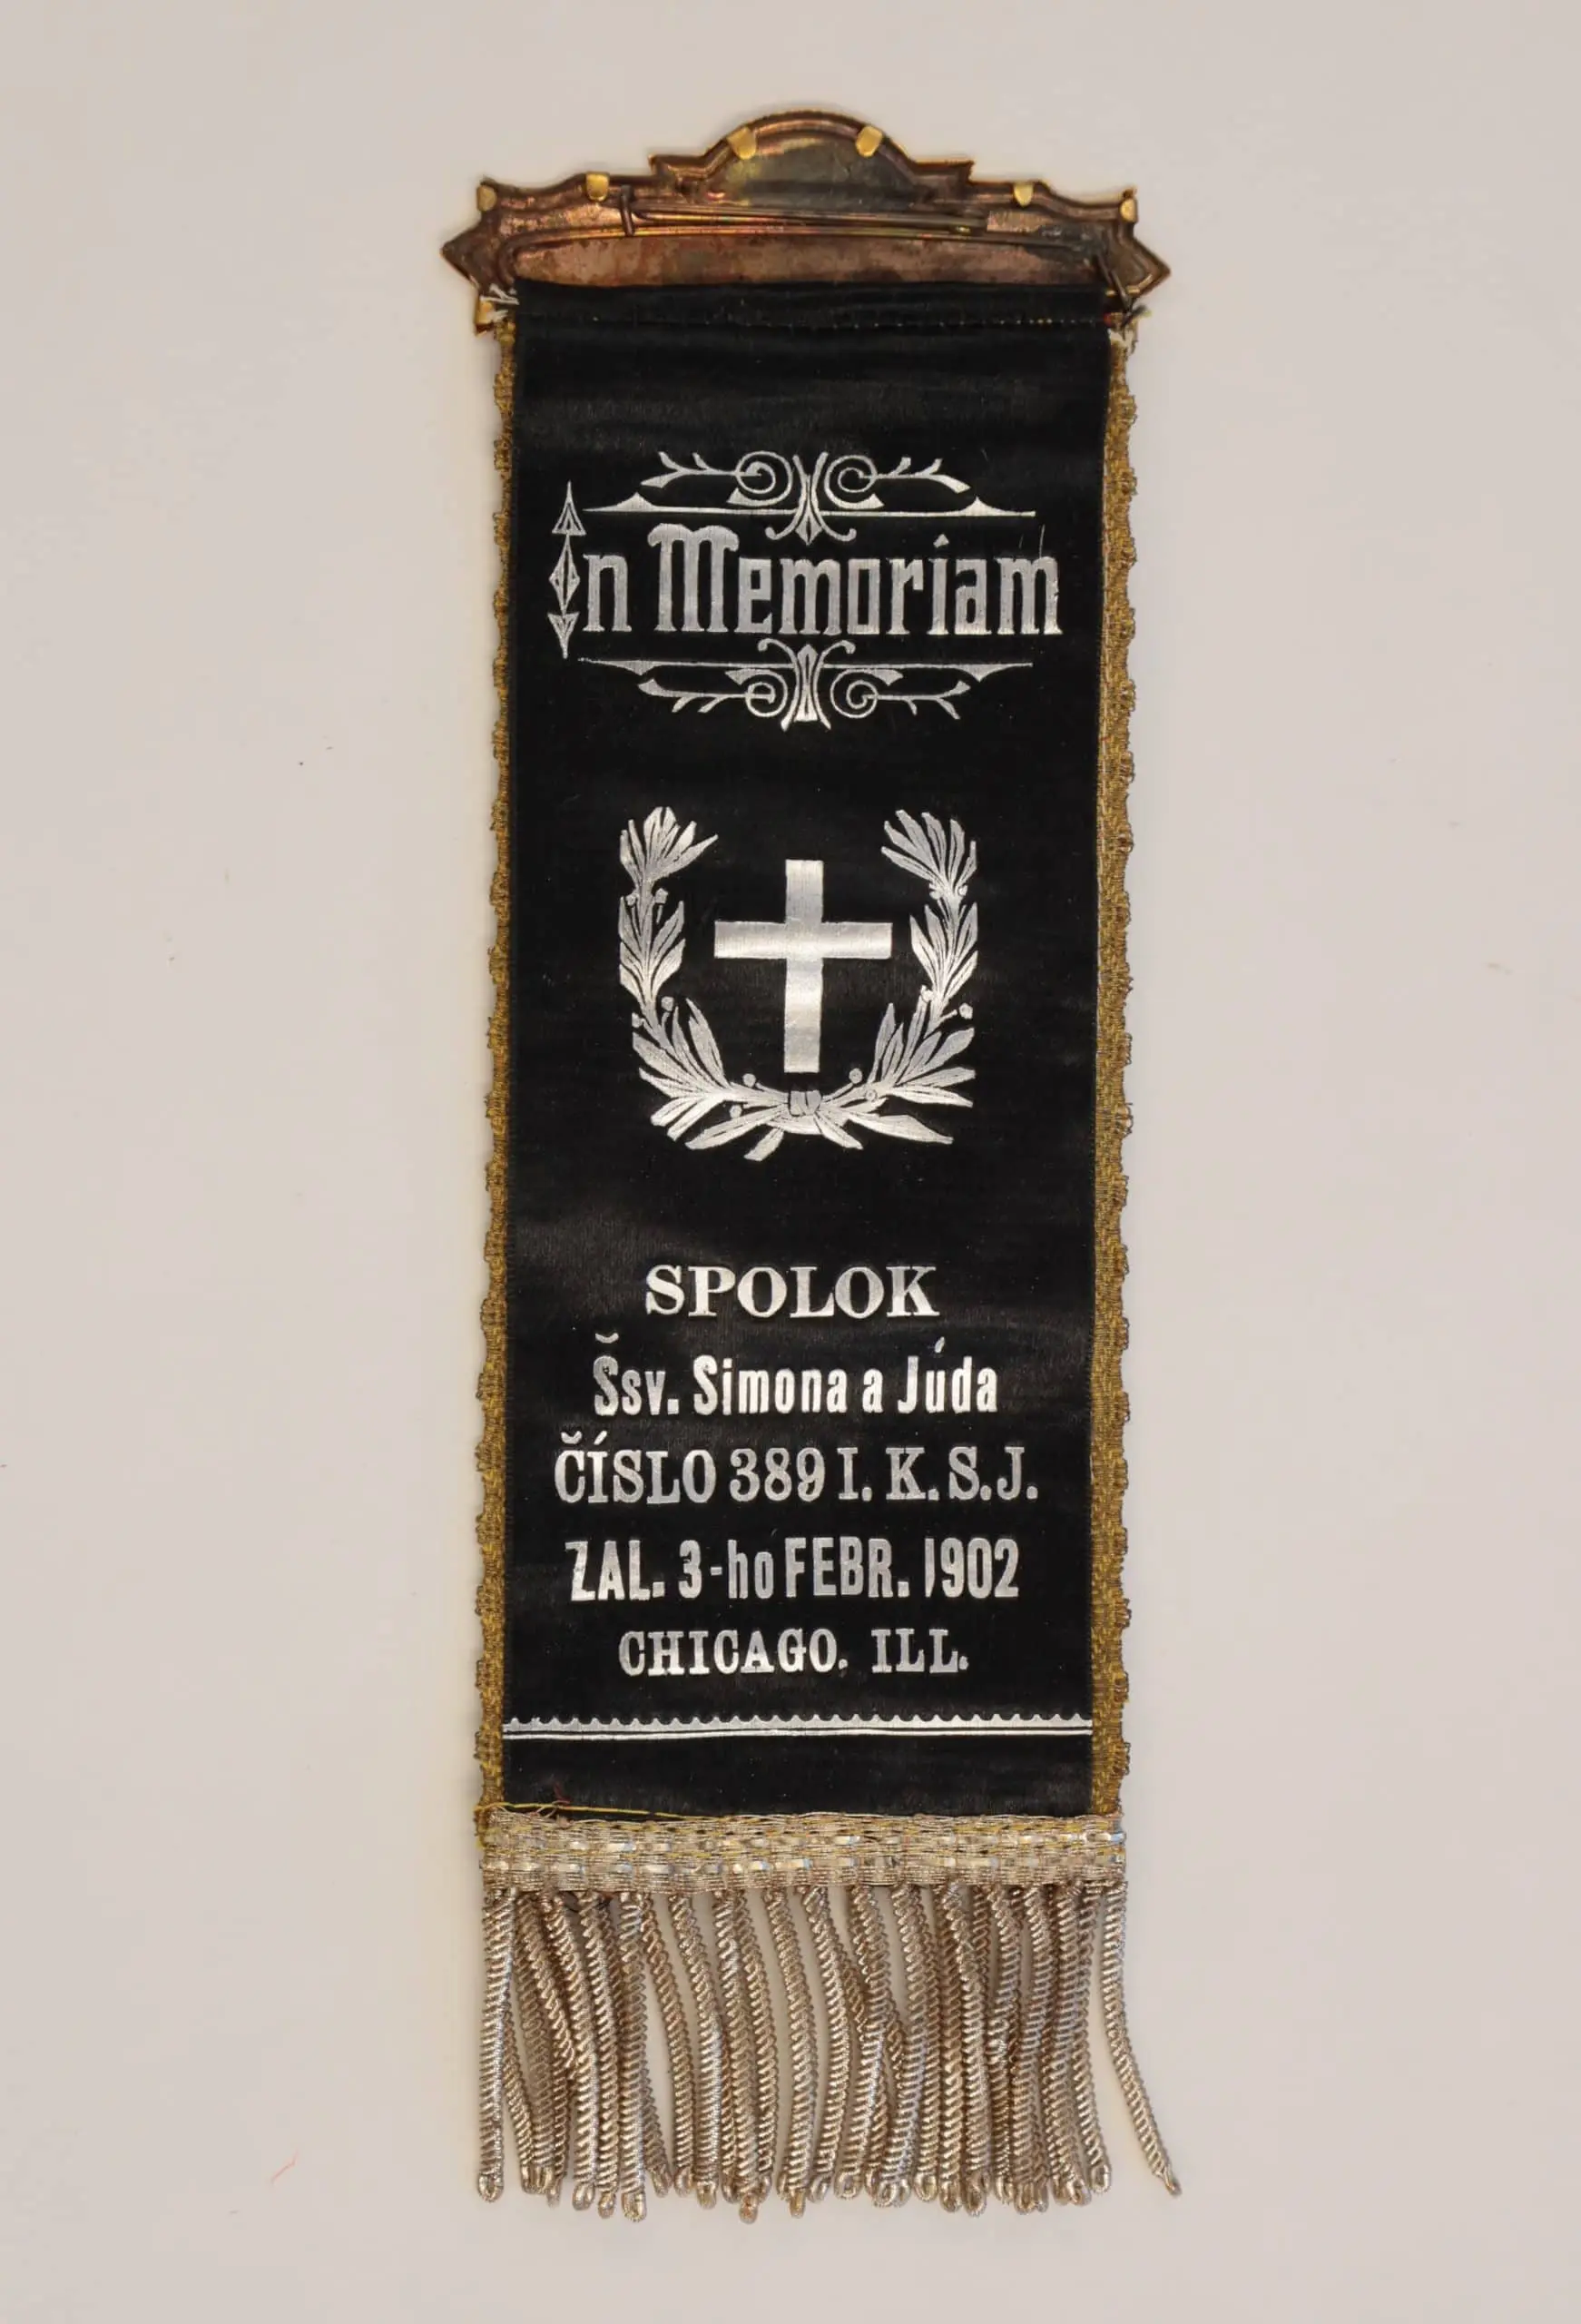 In Memoriam
SPOLOK
Šsv. Simona a Júda
ČÍSLO 389 I. K. S. J.
ZAL. 3-ho FEBR. 1902
CHICAGO. ILL.